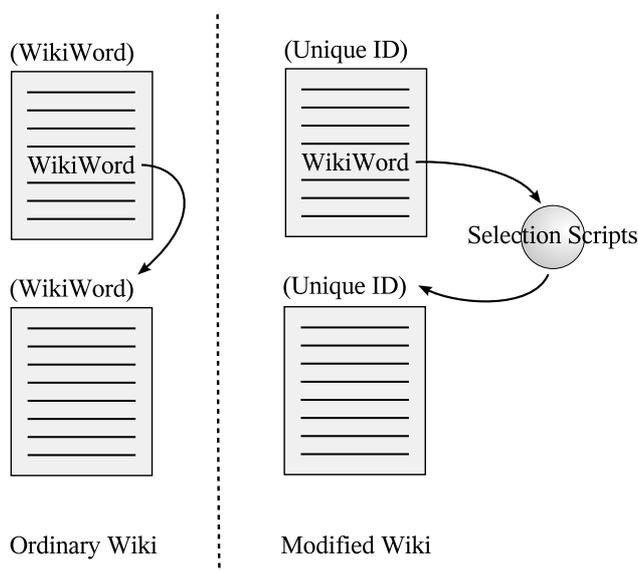 (WikiWord)
WikiWord
(WikiWord)
Ordinary Wiki
(Unique ID)
WikiWord
Selection Scripts
(Unique ID)
Modified Wiki